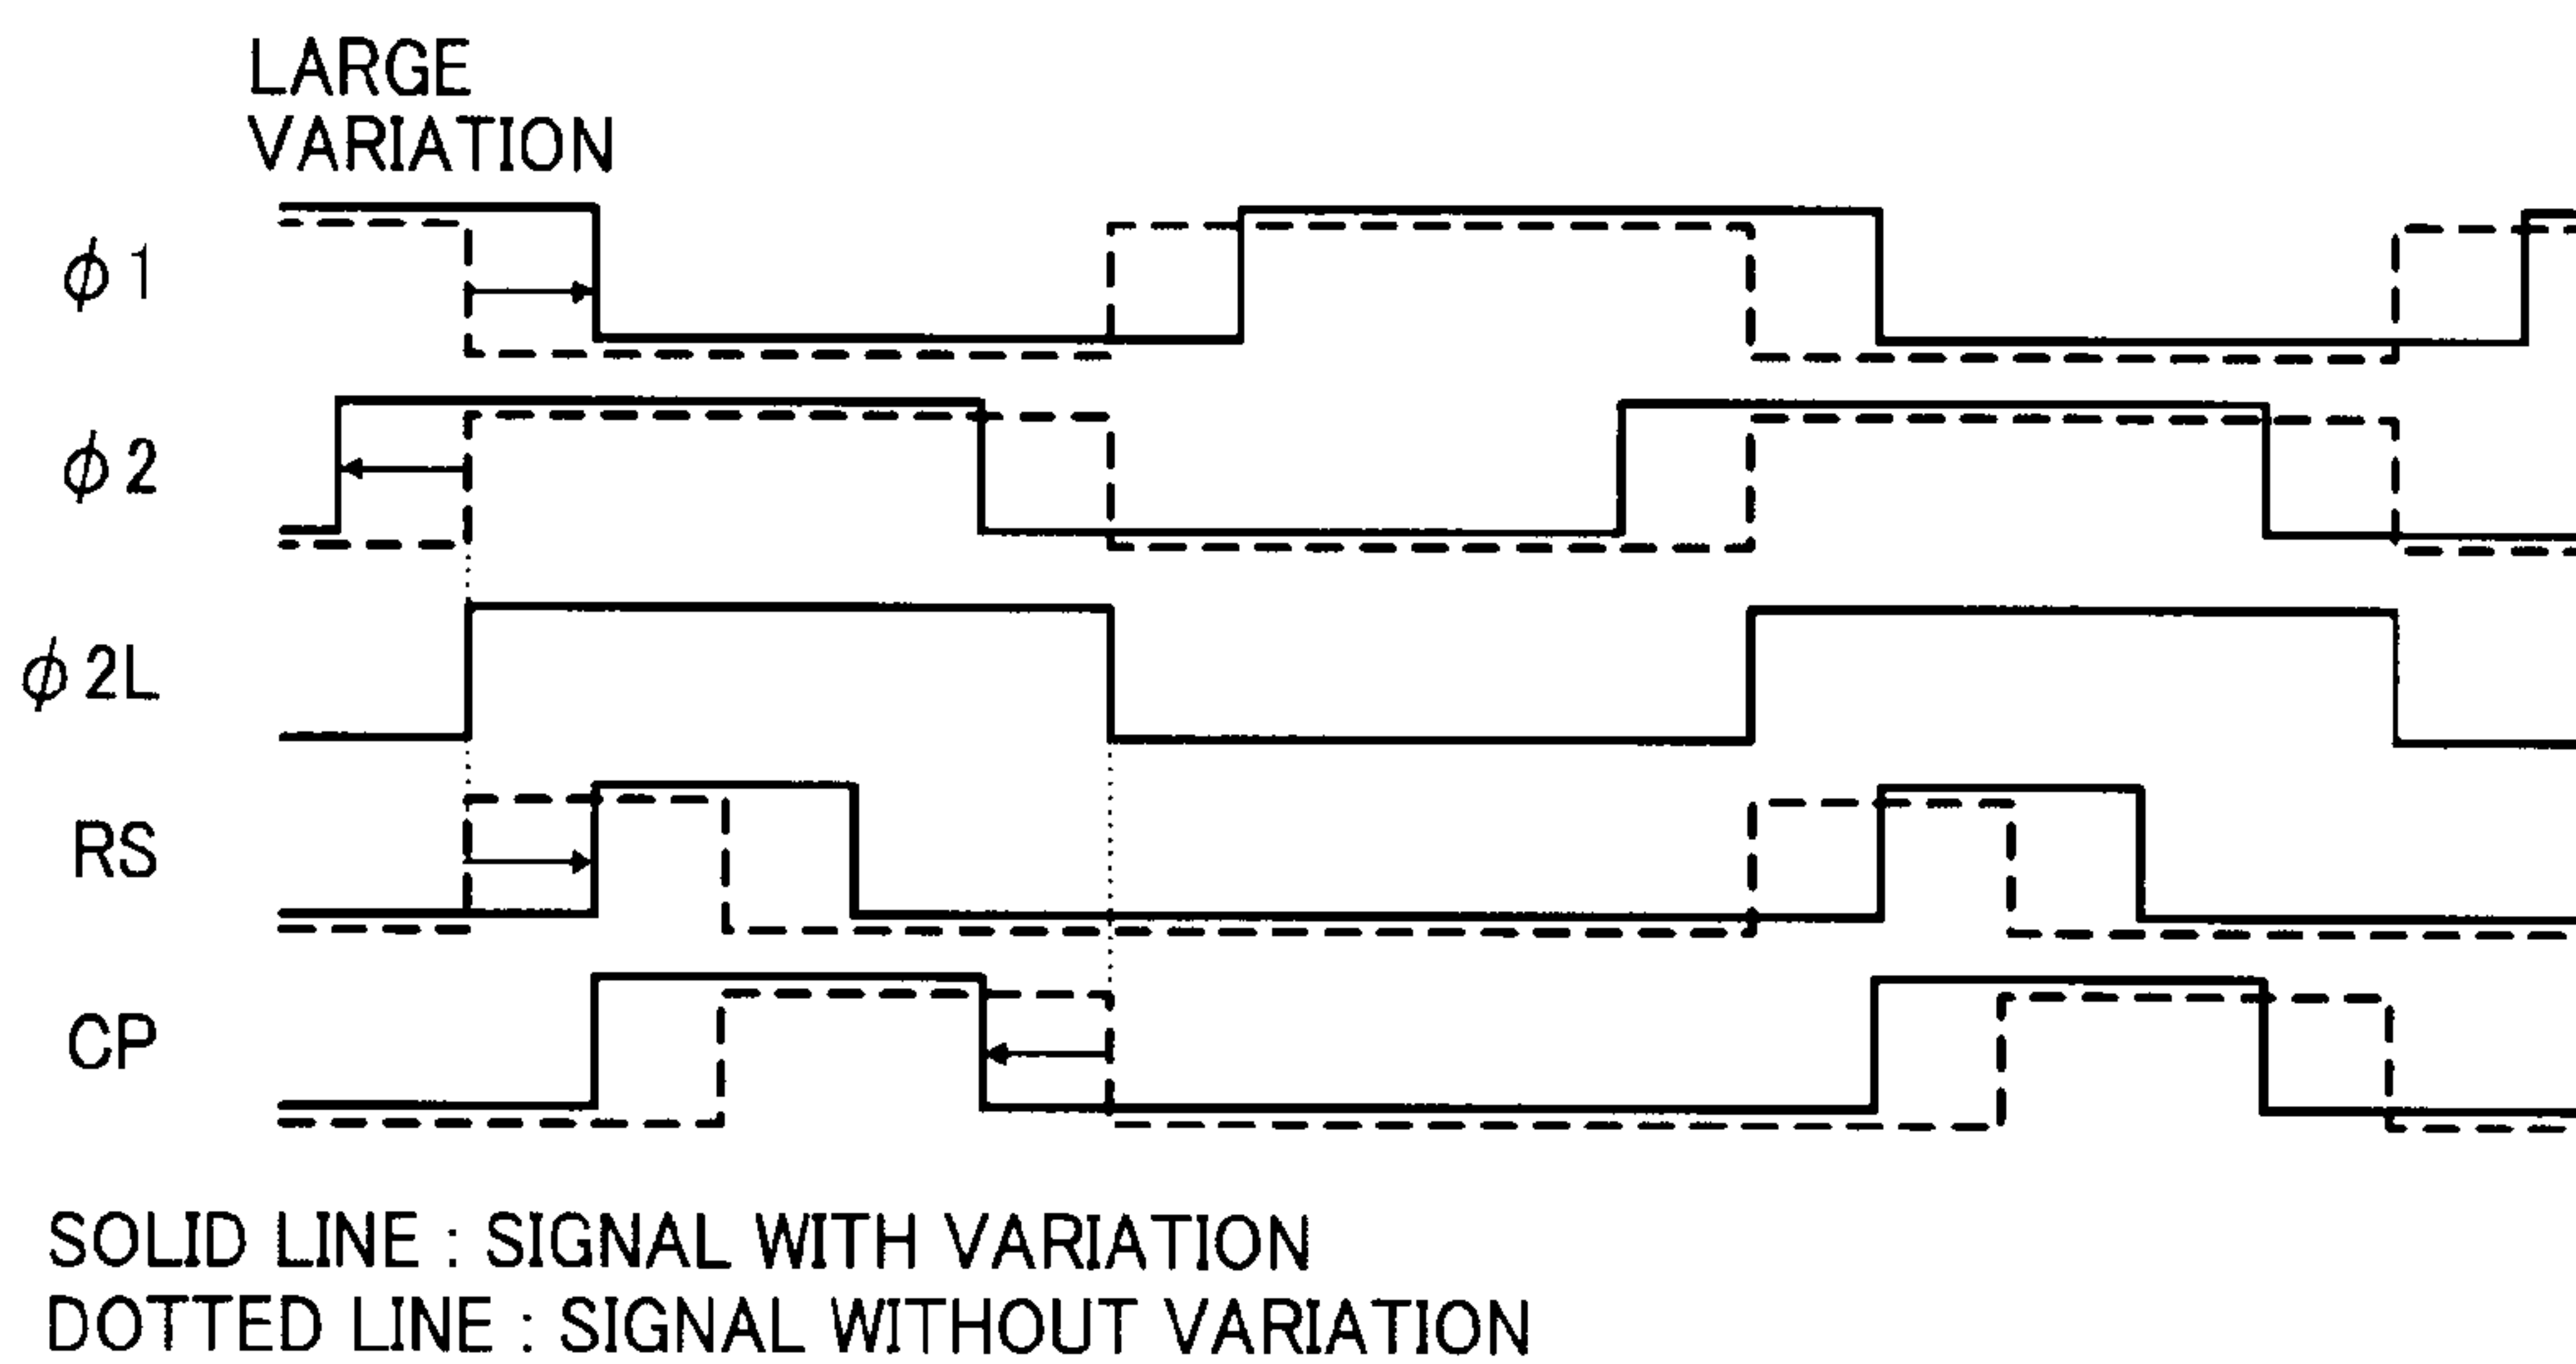 LARGE
VARIATION
ϕ1
ϕ2
ϕ2L
RS
CP
SOLID LINE : SIGNAL WITH VARIATION
DOTTED LINE : SIGNAL WITHOUT VARIATION